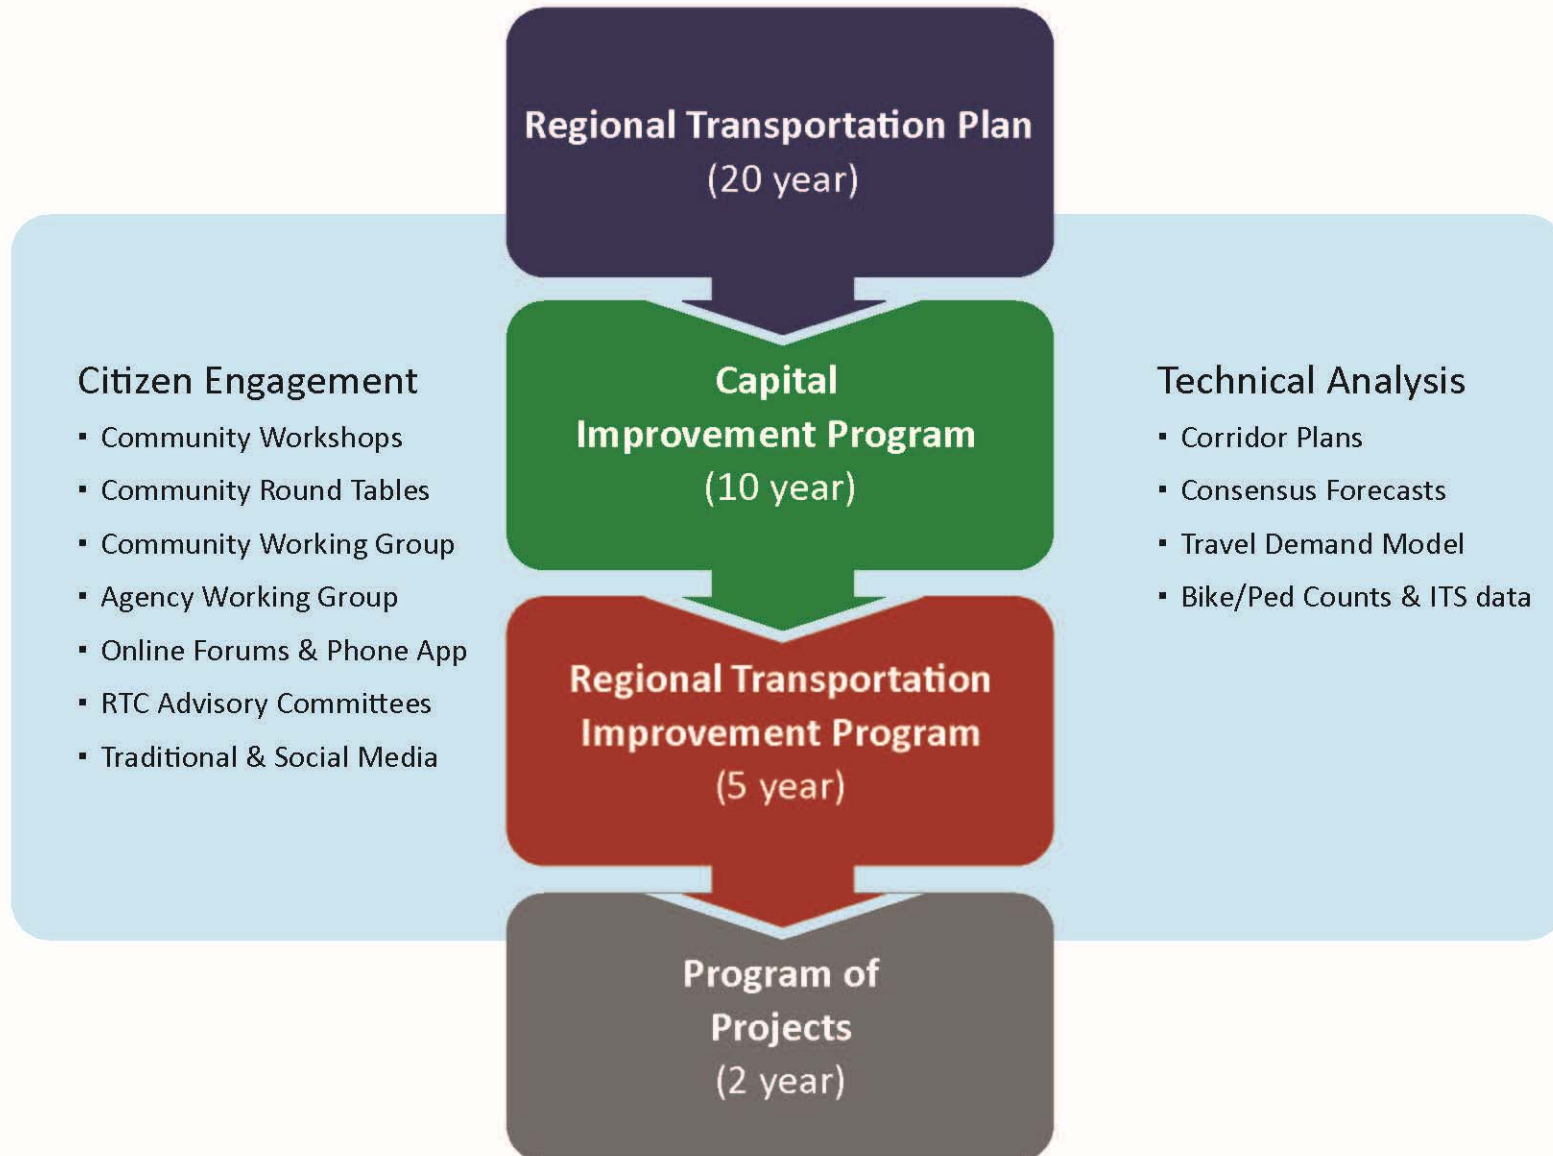 Regional Transportation Plan
(20 year)
Citizen Engagement
▪ Community Workshops
▪ Community Round Tables
▪ Community Working Group
▪ Agency Working Group
▪ Online Forums & Phone App
▪ RTC Advisory Committees
▪ Traditional & Social Media
Capital
Improvement Program
(10 year)
Regional Transportation
Improvement Program
(5 year)
Technical Analysis
▪ Corridor Plans
▪ Consensus Forecasts
▪ Travel Demand Model
▪ Bike/Ped Counts & ITS data
Program of
Projects
(2 year)